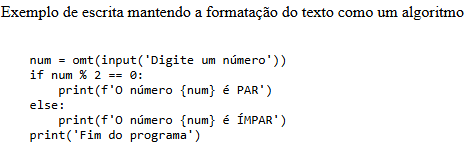 Exemplo de escrita mantendo a formatação do texto como um algoritmo
num = omt(input('Digite um número'))
if num % 2 == 0:
    print(f'O número {num} é PAR')
else:
    print(f'O número {num} é ÍMPAR')
print('Fim do programa')